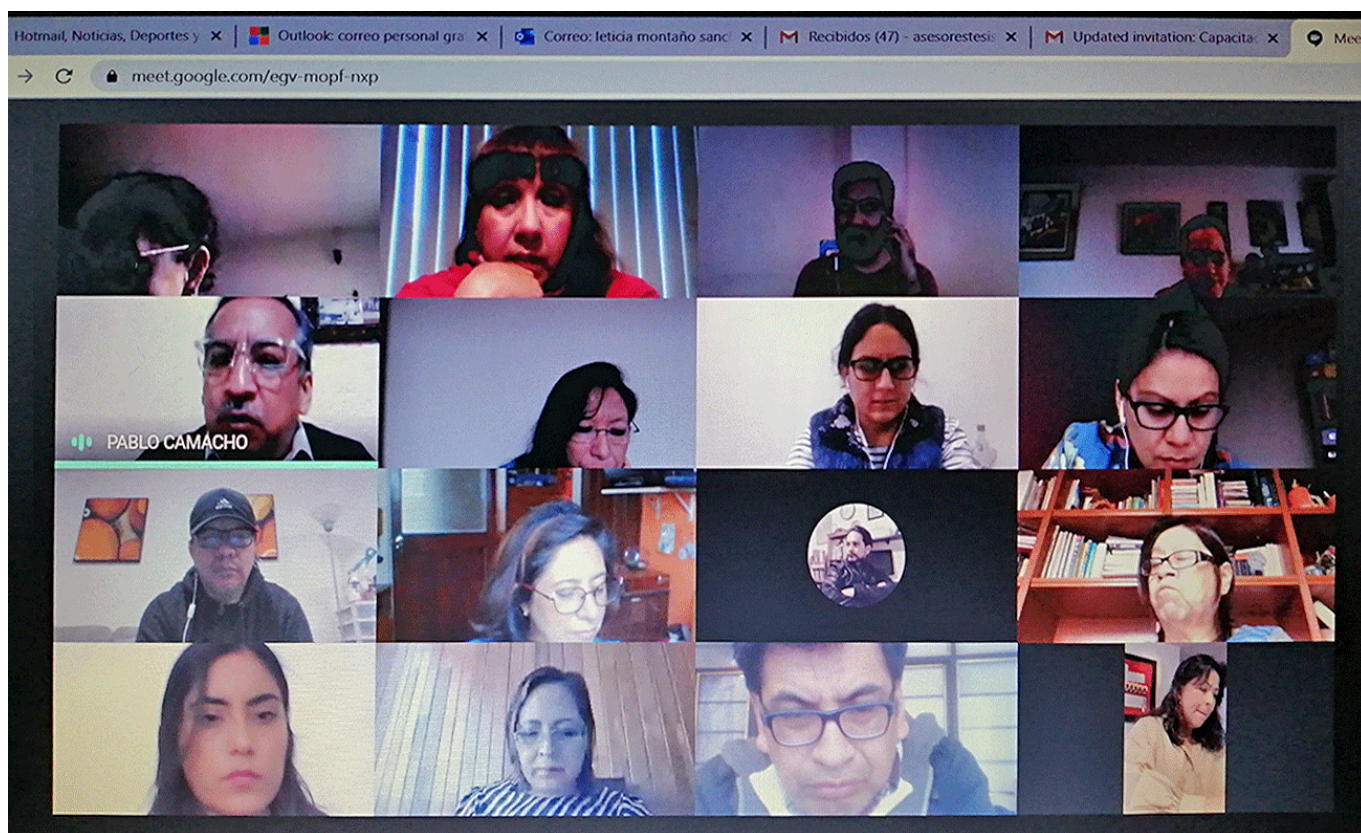 Hotmail, Noticias, Deportes y
Outlook: correo personal gra
Correo: leticia montaño sanc
Recibidos (47) - asesorestesis
Updated invitation: Capacitac
Mee
meet.google.com/egv-mopf-nxp
PABLO CAMACHO